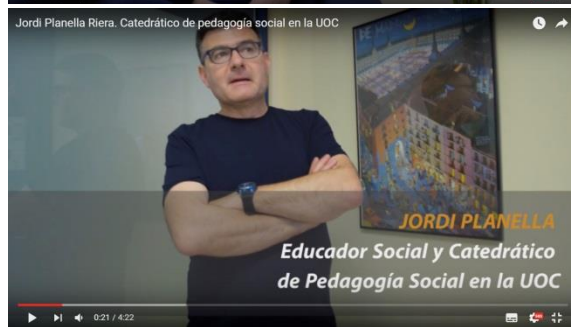 Jordi Planella Riera. Catedrático de pedagogía social en la UOC
JORDI PLANELLA
Educador Social y Catedrático
de Pedagogía Social en la UOC
0:21 / 4:22